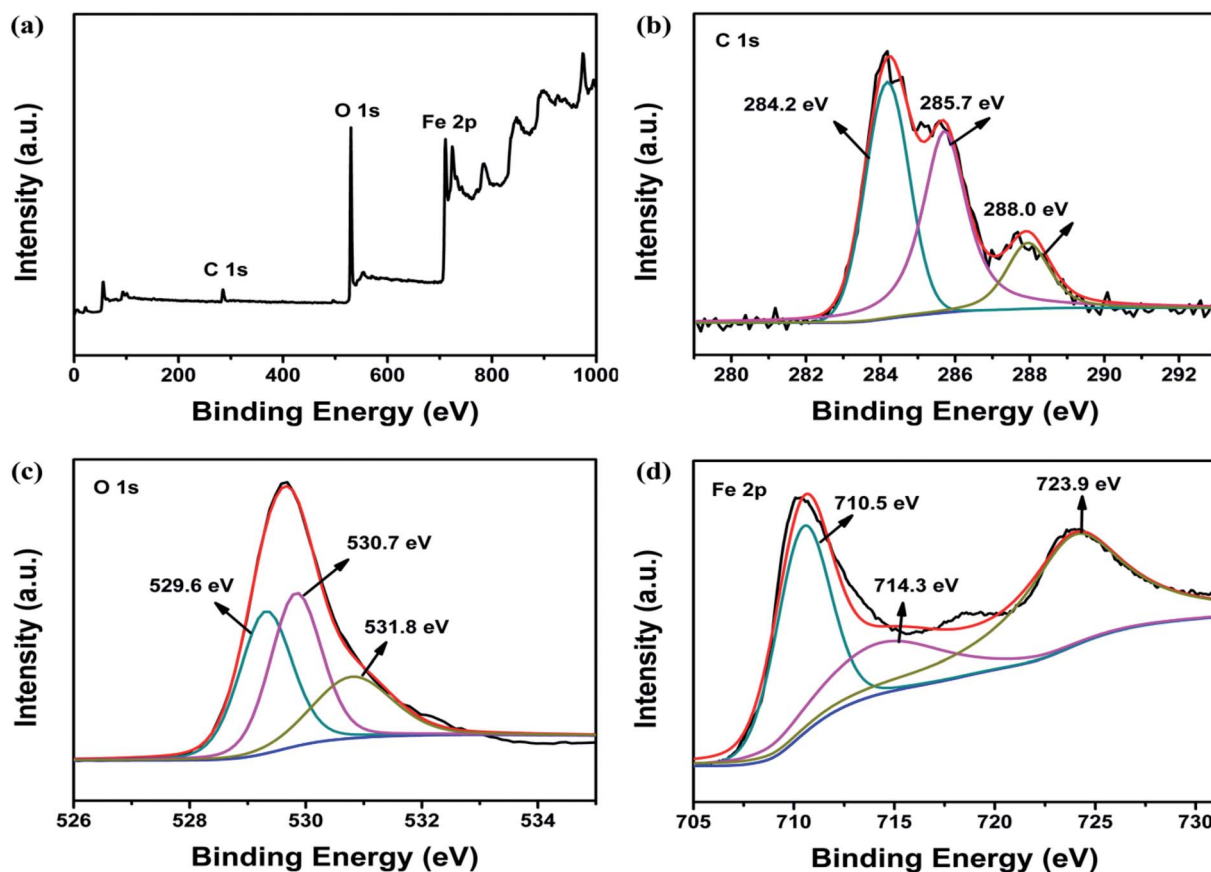 (a)
O 1s
Fe 2p
C 1s
Intensity (a.u.)
0 200 400 600 800 1000
Binding Energy (eV)
(b)
C 1s
284.2 eV
285.7 eV
288.0 eV
Intensity (a.u.)
280 282 284 286 288 290 292
Binding Energy (eV)
(c)
O 1s
529.6 eV
530.7 eV
531.8 eV
Intensity (a.u.)
526 528 530 532 534
Binding Energy (eV)
(d)
Fe 2p
710.5 eV
714.3 eV
723.9 eV
Intensity (a.u.)
705 710 715 720 725 730
Binding Energy (eV)